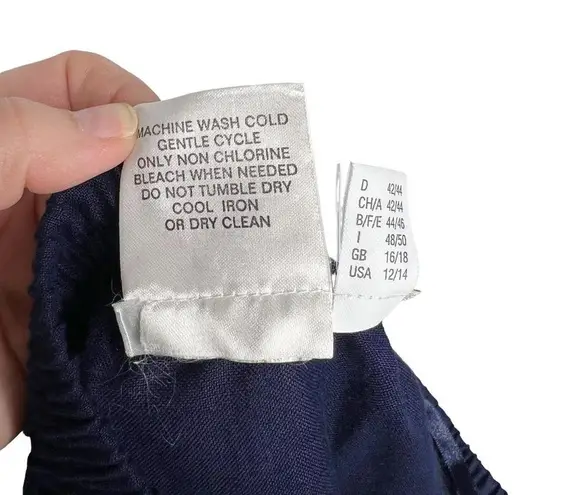 MACHINE WASH COLD
GENTLE CYCLE
ONLY NON CHLORINE
BLEACH WHEN NEEDED
DO NOT TUMBLE DRY
COOL IRON
OR DRY CLEAN
D 42/44
CH/A 42/44
B/F/E 44/46
I 48/50
GB 16/18
USA 12/14